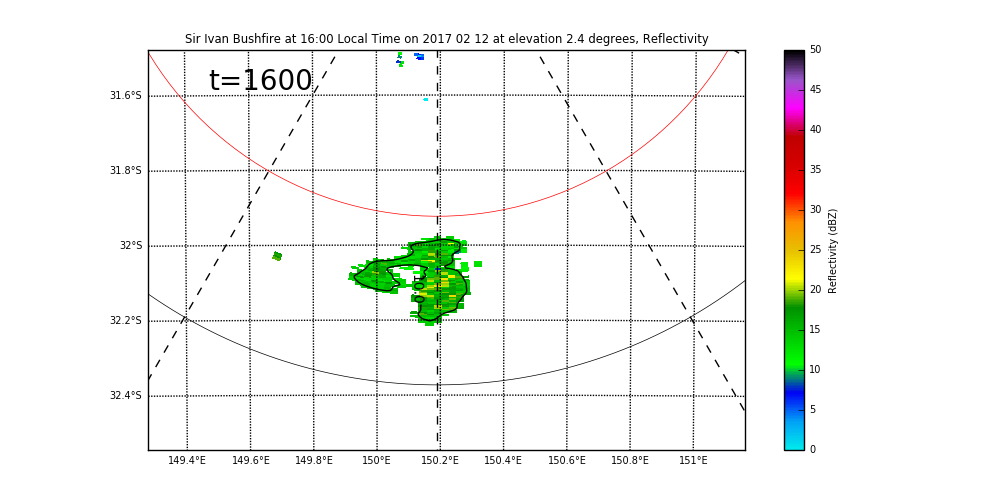 Sir Ivan Bushfire at 16:00 Local Time on 2017 02 12 at elevation 2.4 degrees, Reflectivity
t=1600
31.6°S
31.8°S
32°S
32.2°S
32.4°S
149.4°E 149.6°E 149.8°E 150°E 150.2°E 150.4°E 150.6°E 150.8°E 151°E
50
45
40
35
30
25
20
15
10
5
0
Reflectivity (dBZ)